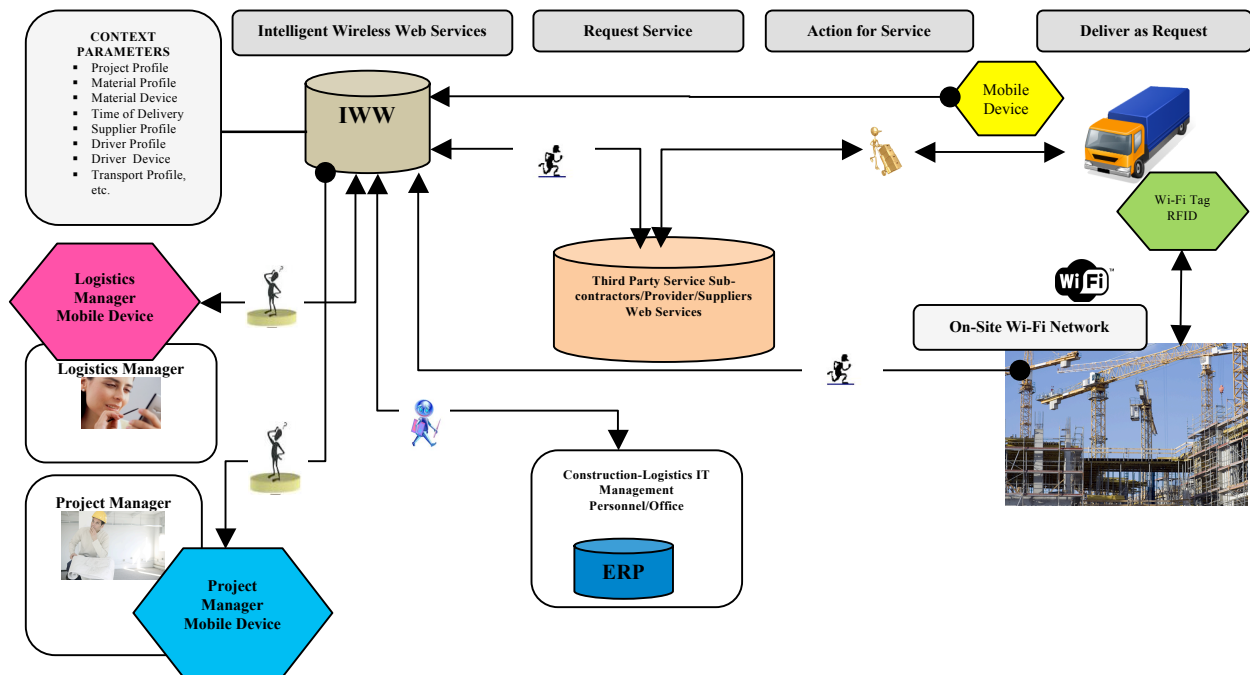 CONTEXT
PARAMETERS
▪ Project Profile
▪ Material Profile
▪ Material Device
▪ Time of Delivery
▪ Supplier Profile
▪ Driver Profile
▪ Driver Device
▪ Transport Profile,
etc.
Intelligent Wireless Web Services
Request Service
Action for Service
Deliver as Request
IWW
Mobile
Device
Wi-Fi Tag
RFID
Logistics
Manager
Mobile Device
Third Party Service Sub-
contractors/Provider/Suppliers
Web Services
Wi Fi™
On-Site Wi-Fi Network
Logistics Manager
Construction-Logistics IT
Management
Personnel/Office
ERP
Project Manager
Project
Manager
Mobile Device